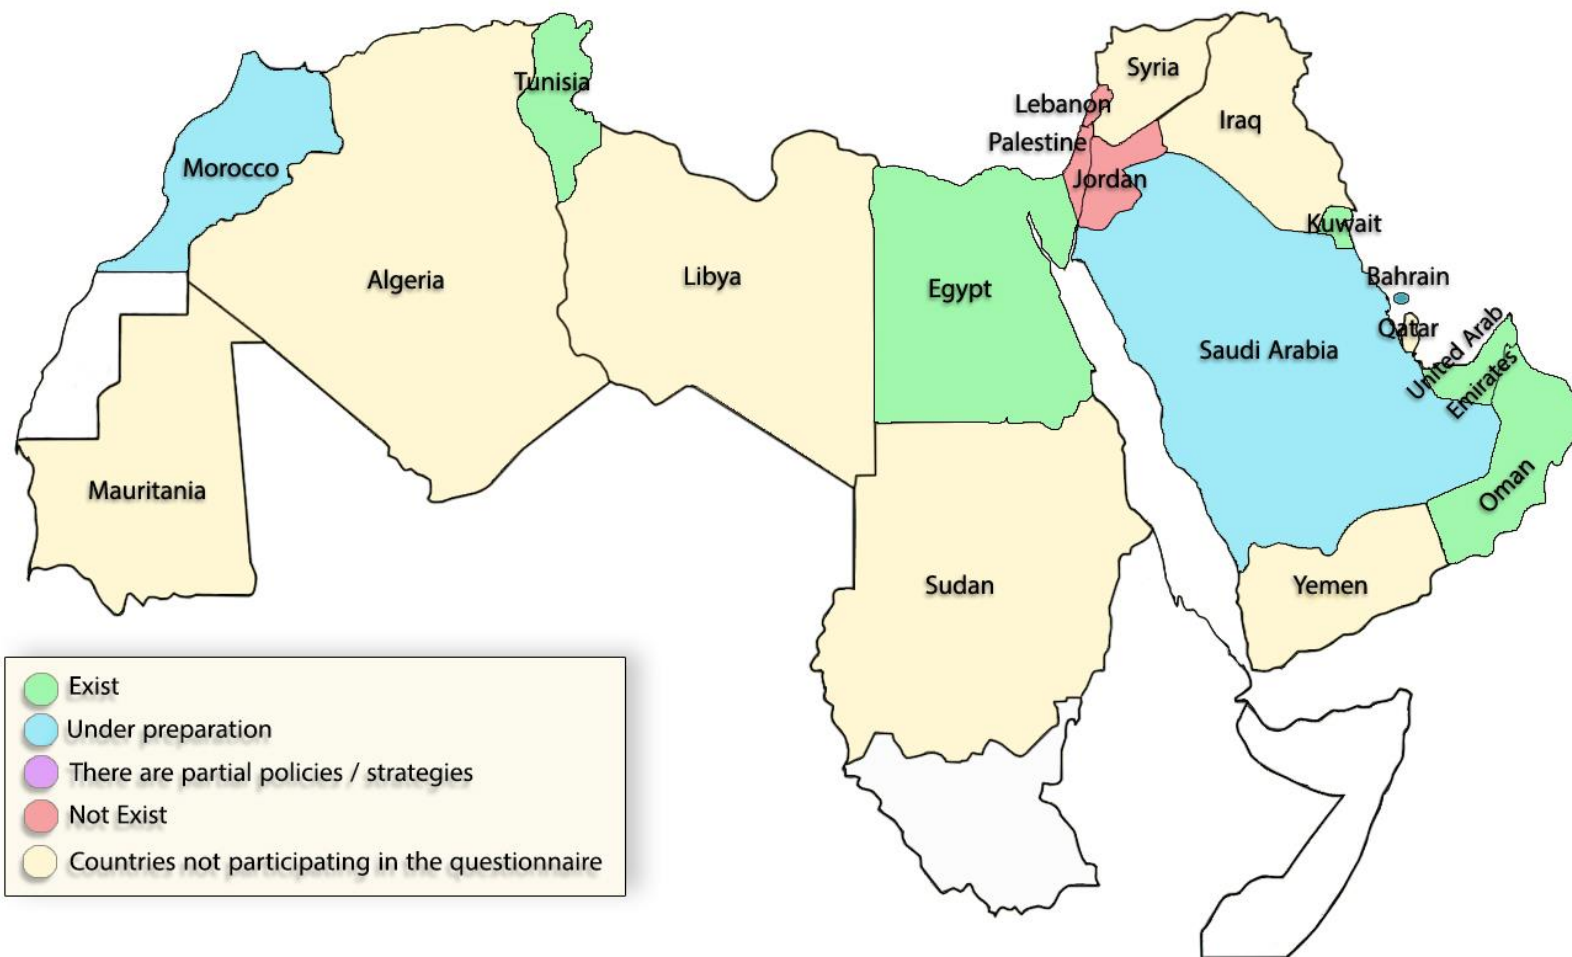 Tunisia
Syria
Lebanon
Iraq
Palestine
Morocco
Jordan
Kuwait
Algeria
Libya
Egypt
Bahrain
Qatar
Saudi Arabia
United Arab
Emirates
Mauritania
Oman
Sudan
Yemen
Exist
Under preparation
There are partial policies / strategies
Not Exist
Countries not participating in the questionnaire